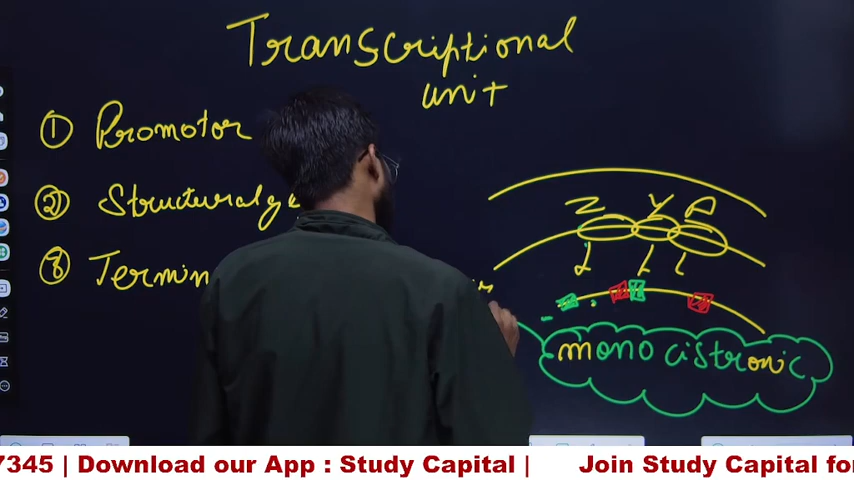 Transcriptional
unit
① Promotor
② Structural ge
③ Termin
Z Y A
mono cistronic
7345 | Download our App : Study Capital | Join Study Capital for